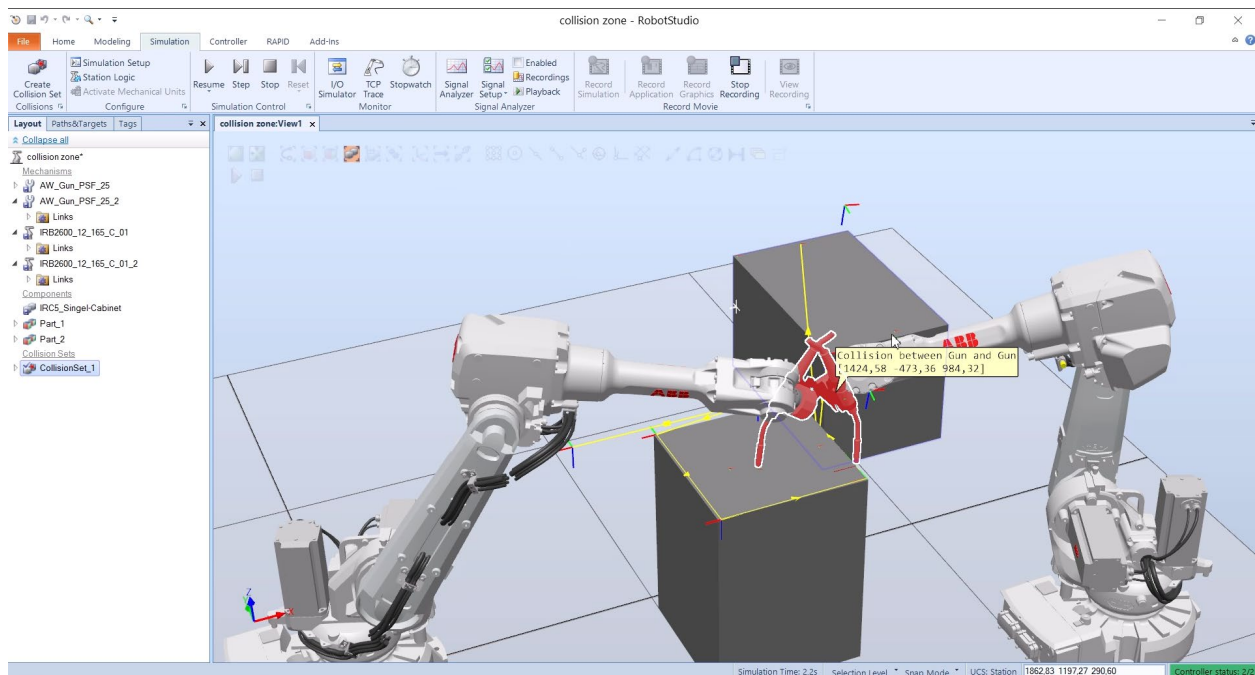 collision zone - RobotStudio
File Home Modeling Simulation Controller RAPID Add-Ins
Create Collision Set
Simulation Setup
Station Logic
Activate Mechanical Units
Resume Step Stop Reset
I/O Simulator
TCP Trace
Stopwatch
Signal Analyzer
Signal Setup
Enabled
Recordings
Playback
Record Simulation
Record Application
Record Graphics
Stop Recording
View Recording
Collisions Configure Simulation Control Monitor Signal Analyzer Record Movie
Layout Paths&Targets Tags
collision zone:View1
Collapse all
collision zone*
Mechanisms
AW_Gun_PSF_25
AW_Gun_PSF_25_2
Links
IRB2600_12_165_C_01
Links
IRB2600_12_165_C_01_2
Links
Components
IRC5_Singel-Cabinet
Part_1
Part_2
Collision Sets
CollisionSet_1
ABB
Collision between Gun and Gun
[1424,58 -473,36 984,32]
ABB
Simulation Time: 2.2s Selection Level Snap Mode UCS: Station 1862,83 1197,27 290,60 Controller status: 2/2